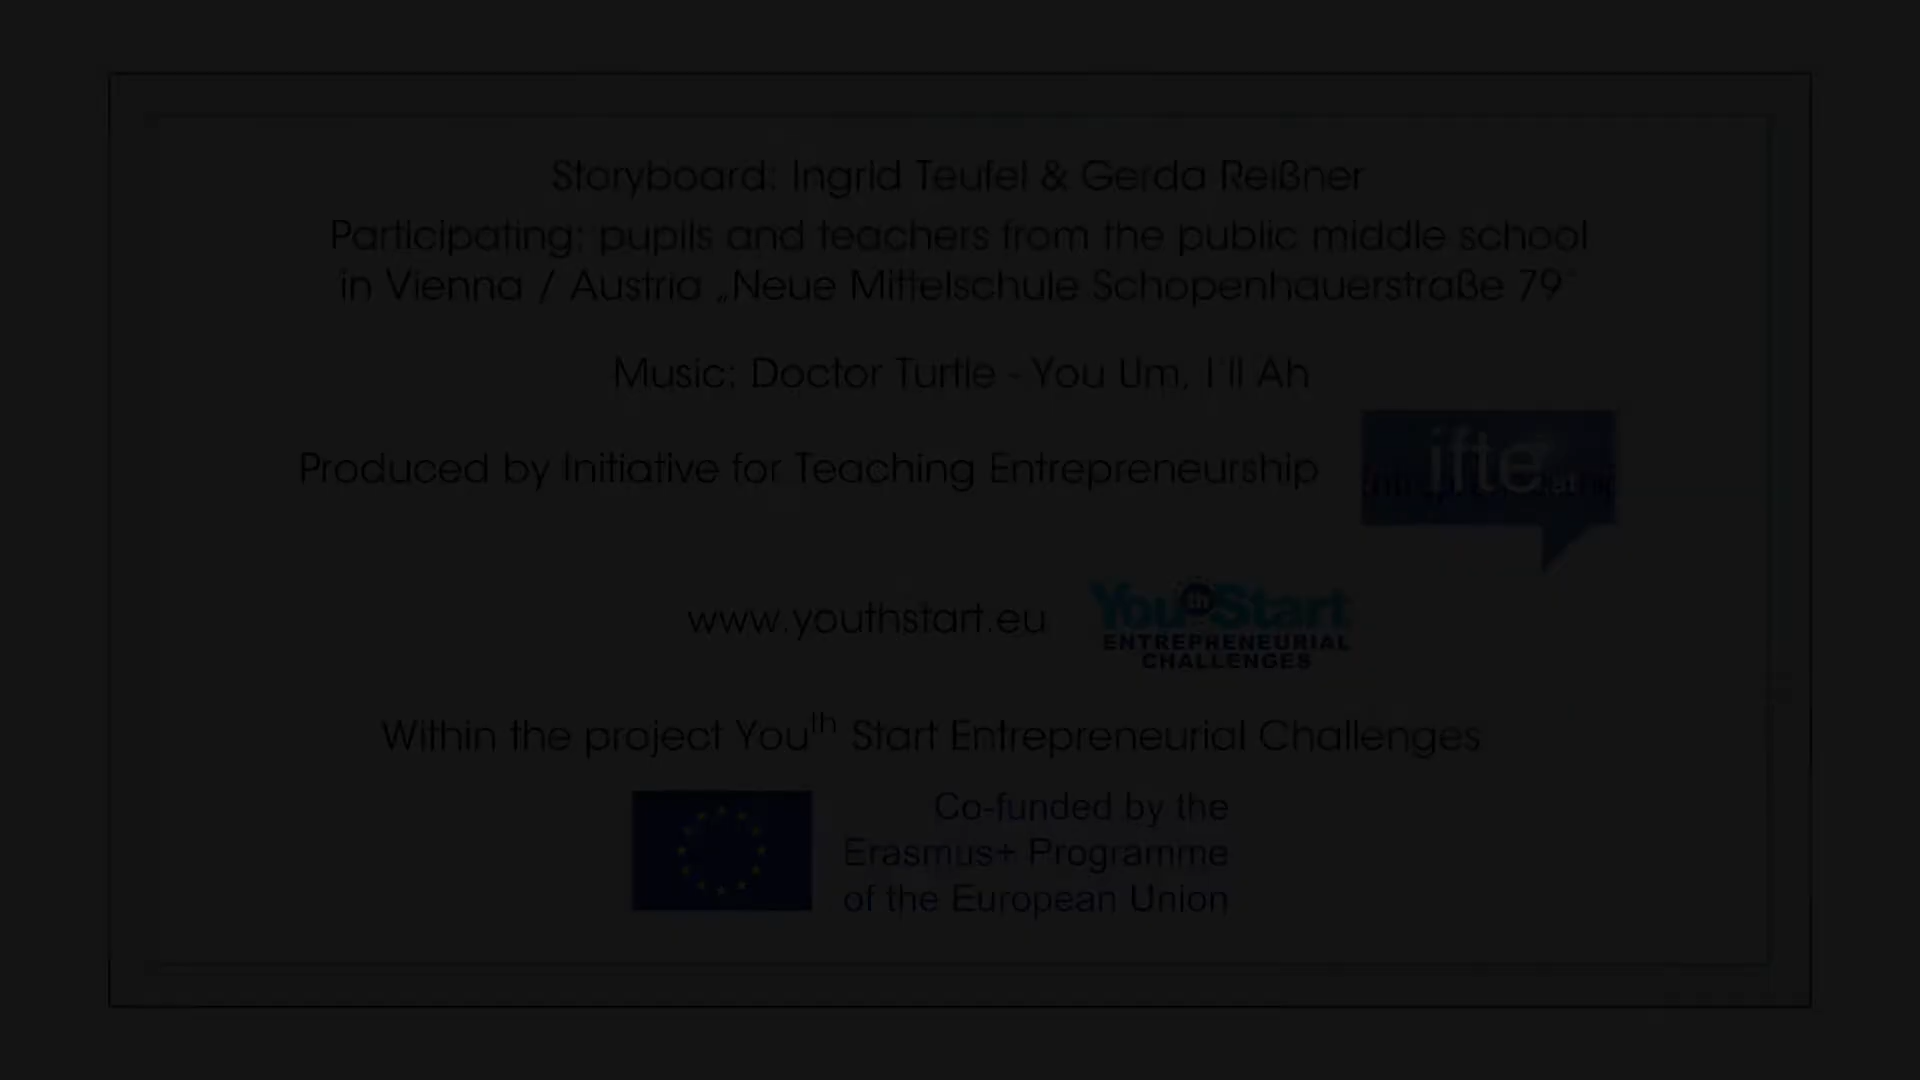 Storyboard: Ingrid Teufel & Gerda Reißner
Participating: pupils and teachers from the public middle school
in Vienna / Austria „Neue Mittelschule Schopenhauerstraße 79"
Music: Doctor Turtle - You Um, I'll Ah
Produced by Initiative for Teaching Entrepreneurship
ifte.at
www.youthstart.eu
YouthStart
ENTREPRENEURIAL
CHALLENGES
Within the project Youth Start Entrepreneurial Challenges
Co-funded by the
Erasmus+ Programme
of the European Union